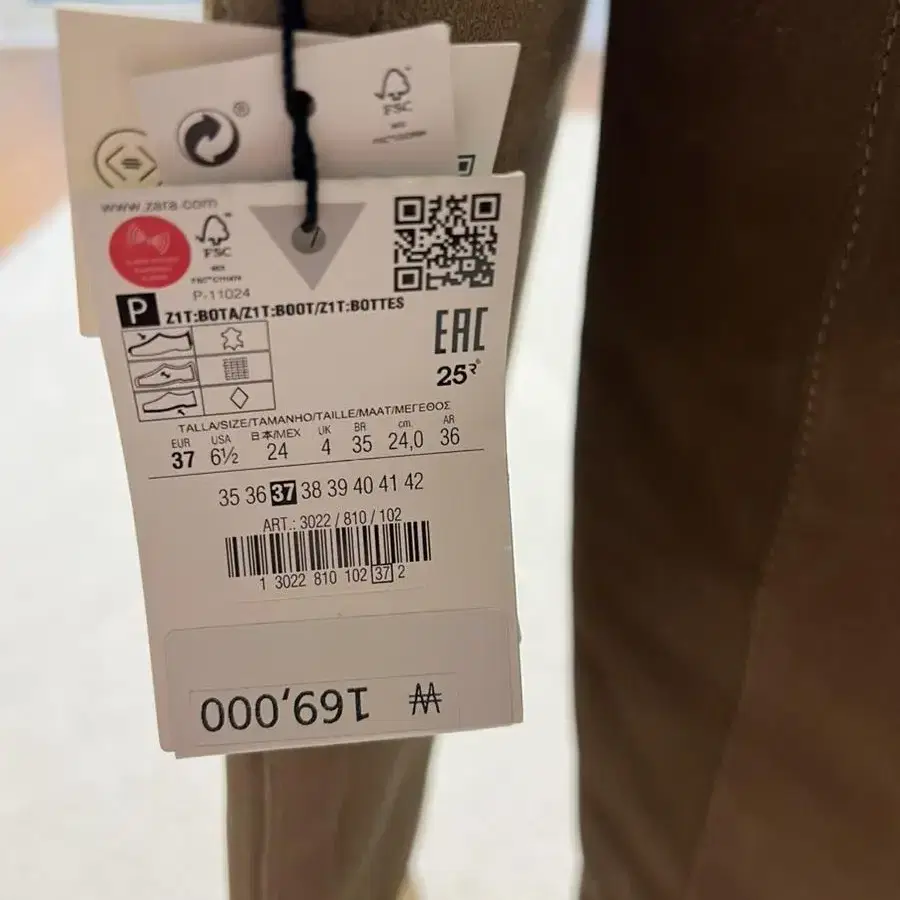 ®
FSC
www.zara.com
FSC
P-11024
P Z1T:BOTA/Z1T:BOOT/Z1T:BOTTES
EAC
25
TALLA/SIZE/TAMANHO/TAILLE/MAAT/ΜΕΓΕΘΟΣ
EUR USA 日本/MEX UK BR cm AR
37 6½ 24 4 35 24,0 36
35 36 37 38 39 40 41 42
ART.: 3022 / 810 / 102
1 3022 810 102 37 2
₩ 169,000